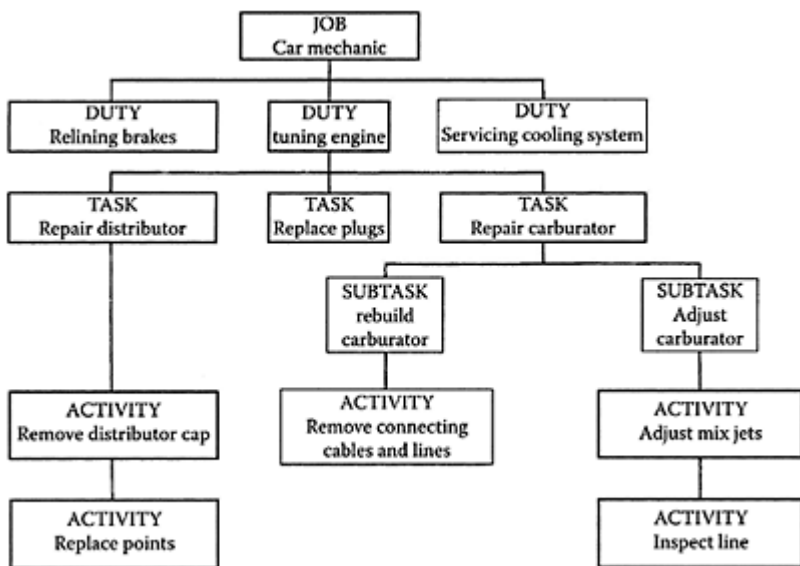 JOB
Car mechanic
DUTY
Relining brakes
DUTY
tuning engine
DUTY
Servicing cooling system
TASK
Repair distributor
TASK
Replace plugs
TASK
Repair carburator
SUBTASK
rebuild
carburator
SUBTASK
Adjust
carburator
ACTIVITY
Remove distributor cap
ACTIVITY
Remove connecting
cables and lines
ACTIVITY
Adjust mix jets
ACTIVITY
Replace points
ACTIVITY
Inspect line